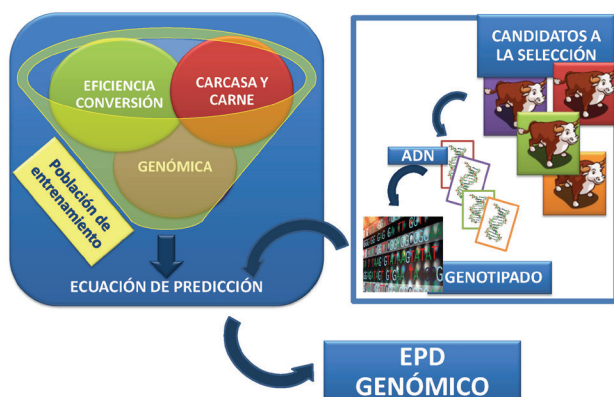 EFICIENCIA
CONVERSIÓN
CARCASA Y
CARNE
GENÓMICA
Población de
entrenamiento
ECUACIÓN DE PREDICCIÓN
CANDIDATOS A
LA SELECCIÓN
ADN
GENOTIPADO
EPD
GENÓMICO